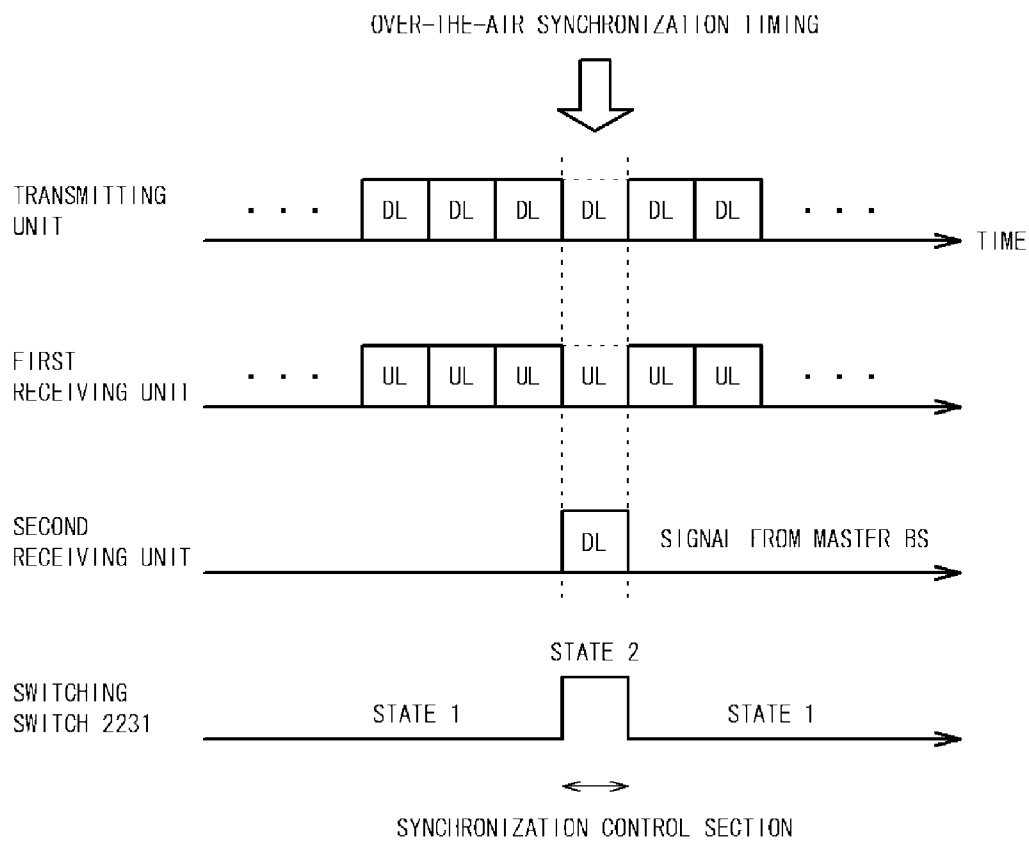 OVER-THE-AIR SYNCHRONIZATION TIMING
TRANSMITTING
UNIT
. . . DL DL DL DL DL DL . . .
TIME
FIRST
RECEIVING UNIT
. . . UL UL UL UL UL UL . . .
SECOND
RECEIVING UNIT
DL SIGNAL FROM MASTER BS
STATE 2
SWITCHING
SWITCH 2231
STATE 1 STATE 1
SYNCHRONIZATION CONTROL SECTION